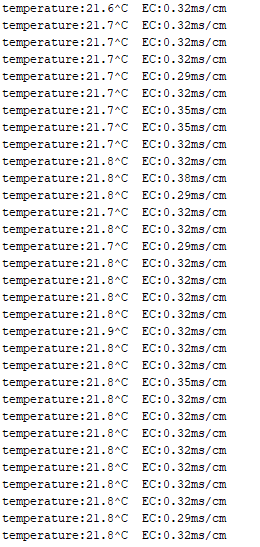 temperature:21.6^C  EC:0.32ms/cm
temperature:21.7^C  EC:0.32ms/cm
temperature:21.7^C  EC:0.32ms/cm
temperature:21.7^C  EC:0.32ms/cm
temperature:21.7^C  EC:0.29ms/cm
temperature:21.7^C  EC:0.32ms/cm
temperature:21.7^C  EC:0.35ms/cm
temperature:21.7^C  EC:0.35ms/cm
temperature:21.7^C  EC:0.32ms/cm
temperature:21.8^C  EC:0.32ms/cm
temperature:21.8^C  EC:0.38ms/cm
temperature:21.8^C  EC:0.29ms/cm
temperature:21.7^C  EC:0.32ms/cm
temperature:21.8^C  EC:0.32ms/cm
temperature:21.7^C  EC:0.29ms/cm
temperature:21.8^C  EC:0.32ms/cm
temperature:21.8^C  EC:0.32ms/cm
temperature:21.8^C  EC:0.32ms/cm
temperature:21.8^C  EC:0.32ms/cm
temperature:21.9^C  EC:0.32ms/cm
temperature:21.8^C  EC:0.32ms/cm
temperature:21.8^C  EC:0.32ms/cm
temperature:21.8^C  EC:0.35ms/cm
temperature:21.8^C  EC:0.32ms/cm
temperature:21.8^C  EC:0.32ms/cm
temperature:21.8^C  EC:0.32ms/cm
temperature:21.8^C  EC:0.32ms/cm
temperature:21.8^C  EC:0.32ms/cm
temperature:21.8^C  EC:0.32ms/cm
temperature:21.8^C  EC:0.32ms/cm
temperature:21.8^C  EC:0.29ms/cm
temperature:21.8^C  EC:0.32ms/cm